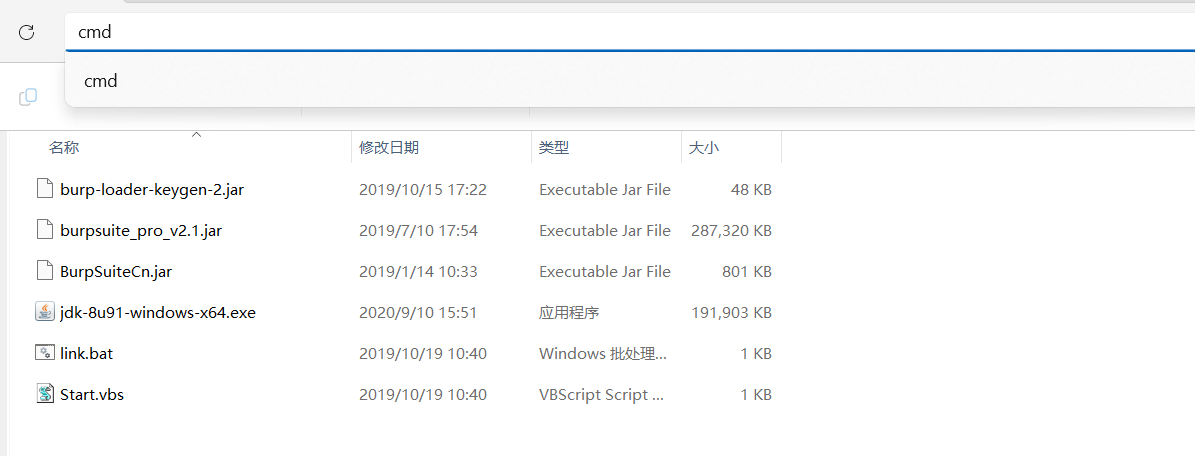 cmd
cmd
名称 修改日期 类型 大小
burp-loader-keygen-2.jar 2019/10/15 17:22 Executable Jar File 48 KB
burpsuite_pro_v2.1.jar 2019/7/10 17:54 Executable Jar File 287,320 KB
BurpSuiteCn.jar 2019/1/14 10:33 Executable Jar File 801 KB
jdk-8u91-windows-x64.exe 2020/9/10 15:51 应用程序 191,903 KB
link.bat 2019/10/19 10:40 Windows 批处理... 1 KB
Start.vbs 2019/10/19 10:40 VBScript Script ... 1 KB